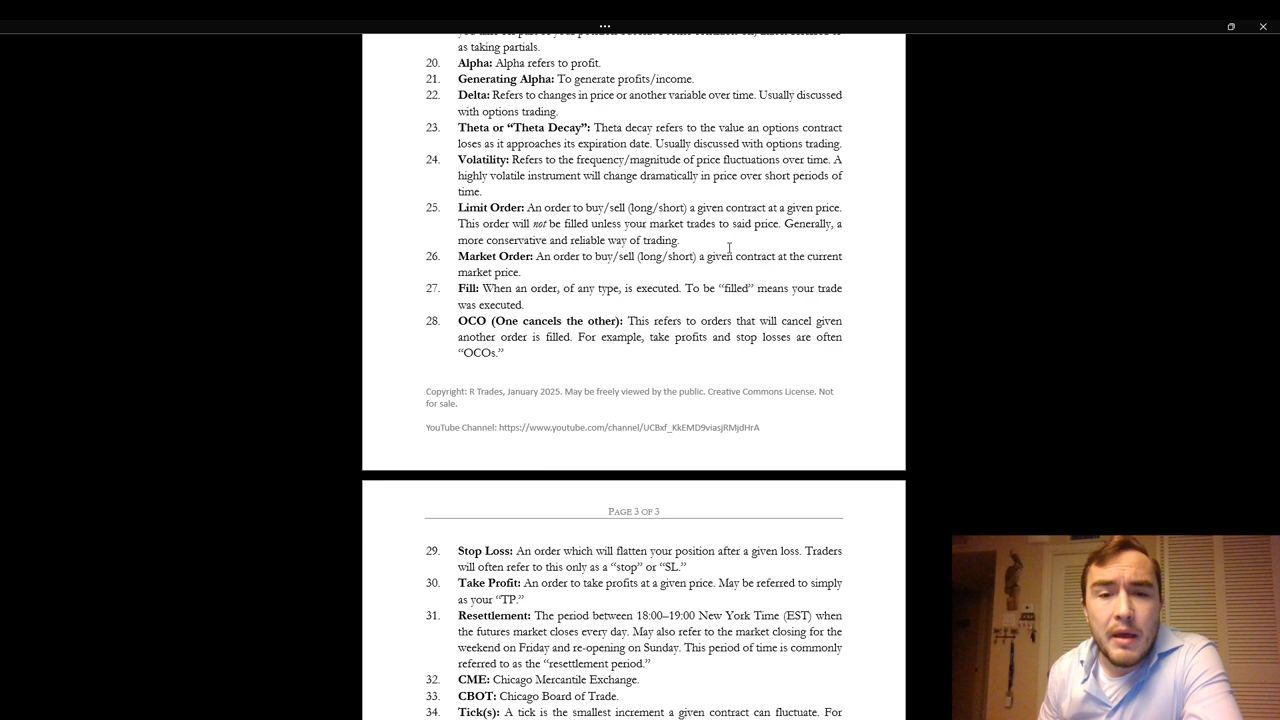 as taking partials.
20. Alpha: Alpha refers to profit.
21. Generating Alpha: To generate profits/income.
22. Delta: Refers to changes in price or another variable over time. Usually discussed
with options trading.
23. Theta or “Theta Decay”: Theta decay refers to the value an options contract
loses as it approaches its expiration date. Usually discussed with options trading.
24. Volatility: Refers to the frequency/magnitude of price fluctuations over time. A
highly volatile instrument will change dramatically in price over short periods of
time.
25. Limit Order: An order to buy/sell (long/short) a given contract at a given price.
This order will not be filled unless your market trades to said price. Generally, a
more conservative and reliable way of trading.
26. Market Order: An order to buy/sell (long/short) a given contract at the current
market price.
27. Fill: When an order, of any type, is executed. To be “filled” means your trade
was executed.
28. OCO (One cancels the other): This refers to orders that will cancel given
another order is filled. For example, take profits and stop losses are often
“OCOs.”
Copyright: R Trades, January 2025. May be freely viewed by the public. Creative Commons License. Not
for sale.
YouTube Channel: https://www.youtube.com/channel/UCBxf_KkEMD9viasjRMjdHrA
PAGE 3 OF 3
29. Stop Loss: An order which will flatten your position after a given loss. Traders
will often refer to this only as a “stop” or “SL.”
30. Take Profit: An order to take profits at a given price. May be referred to simply
as your “TP.”
31. Resettlement: The period between 18:00–19:00 New York Time (EST) when
the futures market closes every day. May also refer to the market closing for the
weekend on Friday and re-opening on Sunday. This period of time is commonly
referred to as the “resettlement period.”
32. CME: Chicago Mercantile Exchange.
33. CBOT: Chicago Board of Trade.
34. Tick(s): A tick is the smallest increment a given contract can fluctuate. For